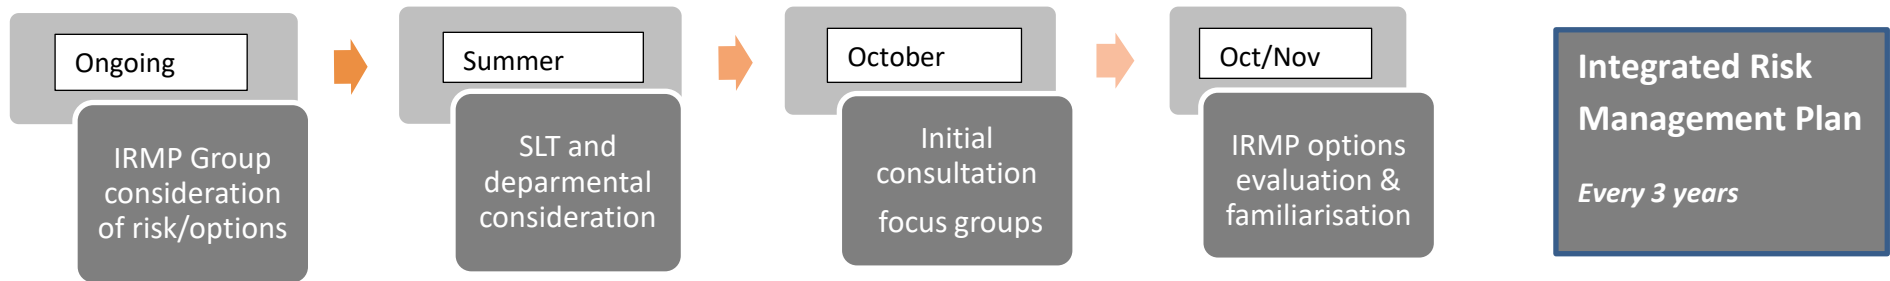 Ongoing
IRMP Group
consideration
of risk/options
Summer
SLT and
deparmental
consideration
October
Initial
consultation
focus groups
Oct/Nov
IRMP options
evaluation &
familiarisation
Integrated Risk
Management Plan
Every 3 years